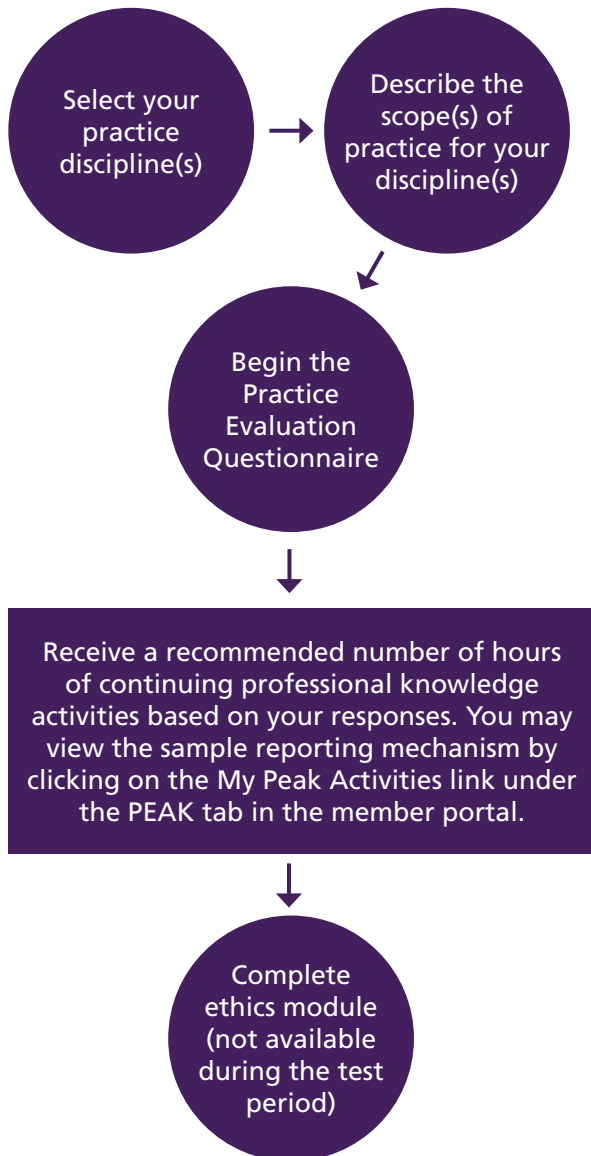 Select your
practice
discipline(s)
Describe the
scope(s) of
practice for your
discipline(s)
Begin the
Practice
Evaluation
Questionnaire
Receive a recommended number of hours
of continuing professional knowledge
activities based on your responses. You may
view the sample reporting mechanism by
clicking on the My Peak Activities link under
the PEAK tab in the member portal.
Complete
ethics module
(not available
during the test
period)